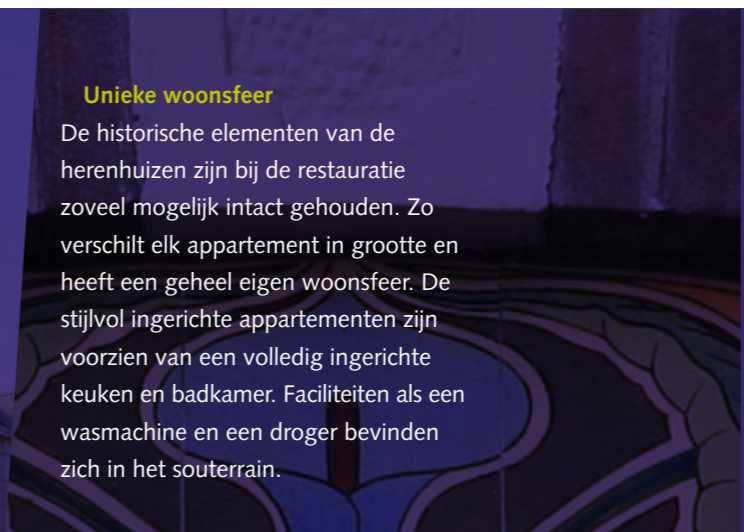 Unieke woonsfeer
De historische elementen van de
herenhuizen zijn bij de restauratie
zoveel mogelijk intact gehouden. Zo
verschilt elk appartement in grootte en
heeft een geheel eigen woonsfeer. De
stijlvol ingerichte appartementen zijn
voorzien van een volledig ingerichte
keuken en badkamer. Faciliteiten als een
wasmachine en een droger bevinden
zich in het souterrain.